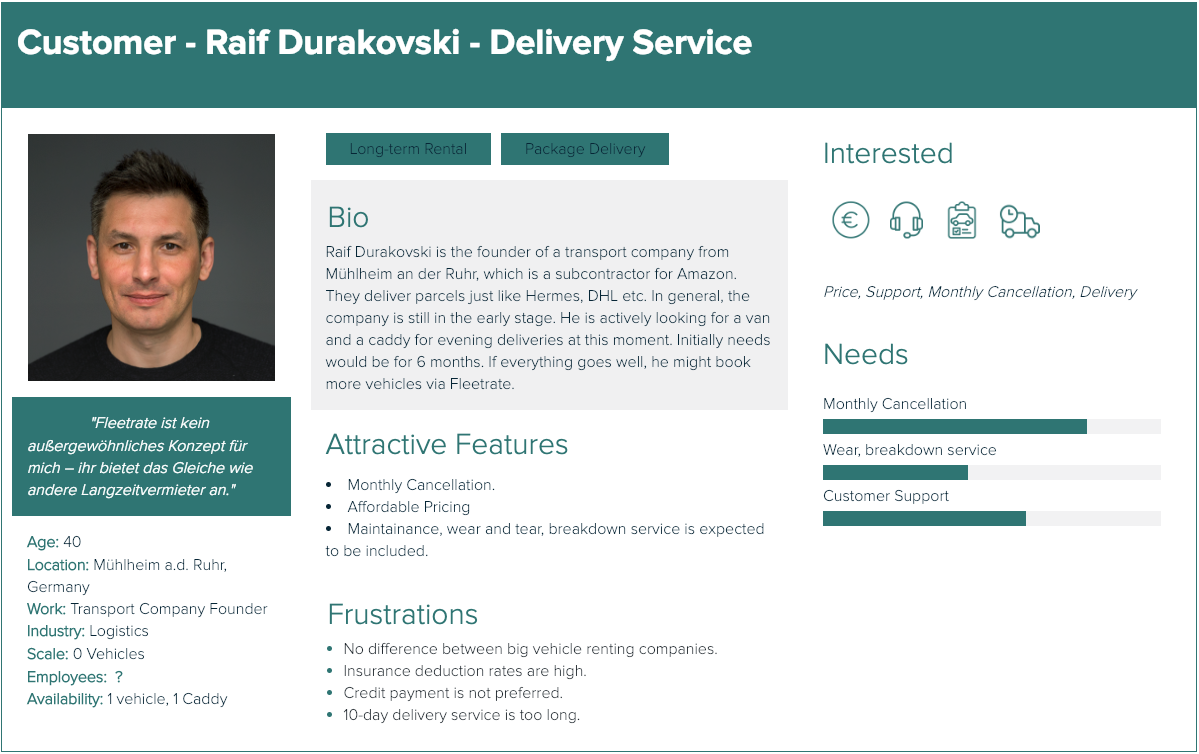 Customer - Raif Durakovski - Delivery Service
"Fleetrate ist kein
außergewöhnliches Konzept für
mich – ihr bietet das Gleiche wie
andere Langzeitvermieter an."
Age: 40
Location: Mühlheim a.d. Ruhr,
Germany
Work: Transport Company Founder
Industry: Logistics
Scale: 0 Vehicles
Employees: ?
Availability: 1 vehicle, 1 Caddy
Long-term Rental
Package Delivery
Bio
Raif Durakovski is the founder of a transport company from
Mühlheim an der Ruhr, which is a subcontractor for Amazon.
They deliver parcels just like Hermes, DHL etc. In general, the
company is still in the early stage. He is actively looking for a van
and a caddy for evening deliveries at this moment. Initially needs
would be for 6 months. If everything goes well, he might book
more vehicles via Fleetrate.
Attractive Features
• Monthly Cancellation.
• Affordable Pricing
• Maintainance, wear and tear, breakdown service is expected
to be included.
Frustrations
• No difference between big vehicle renting companies.
• Insurance deduction rates are high.
• Credit payment is not preferred.
• 10-day delivery service is too long.
Interested
€
Price, Support, Monthly Cancellation, Delivery
Needs
Monthly Cancellation
Wear, breakdown service
Customer Support